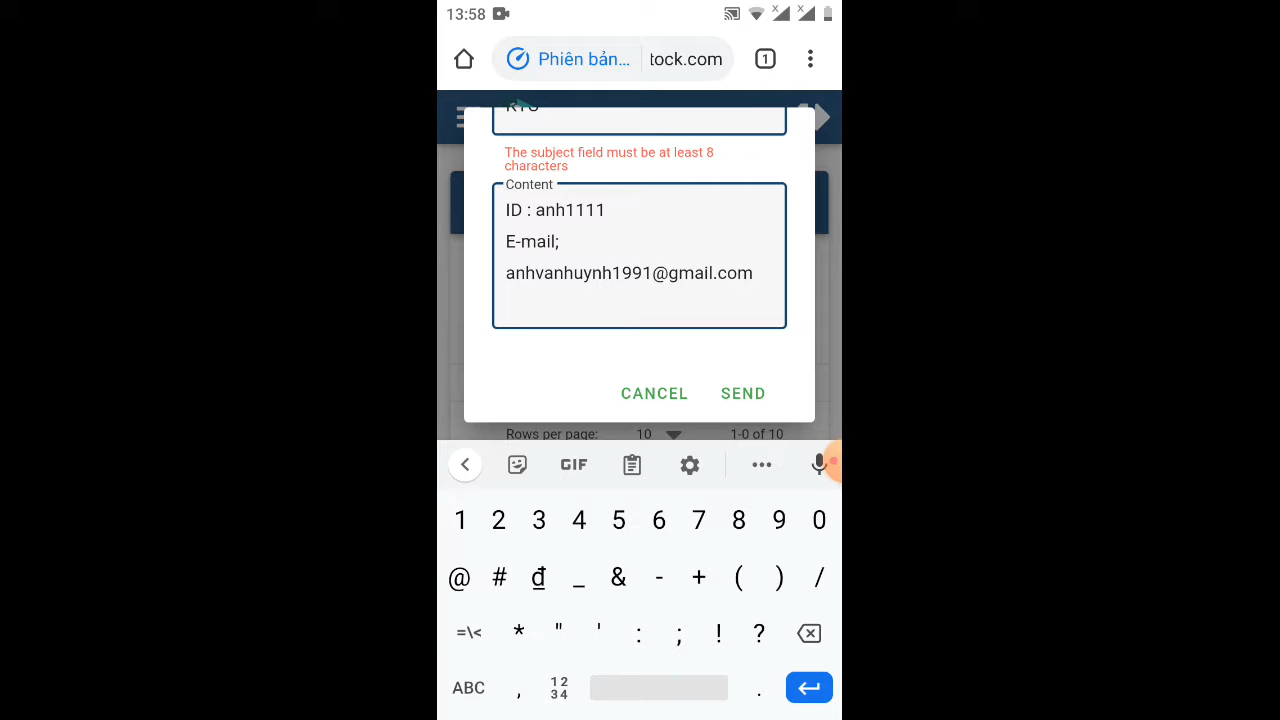 13:58
Phiên bản... tock.com 1
The subject field must be at least 8
characters
Content
ID : anh1111
E-mail;
anhvanhuynh1991@gmail.com
CANCEL SEND
Rows per page: 10 1-0 of 10
GIF
1 2 3 4 5 6 7 8 9 0
@ # ₫ _ & - + ( ) /
=\< * " ' : ; ! ?
ABC , 12 34 .